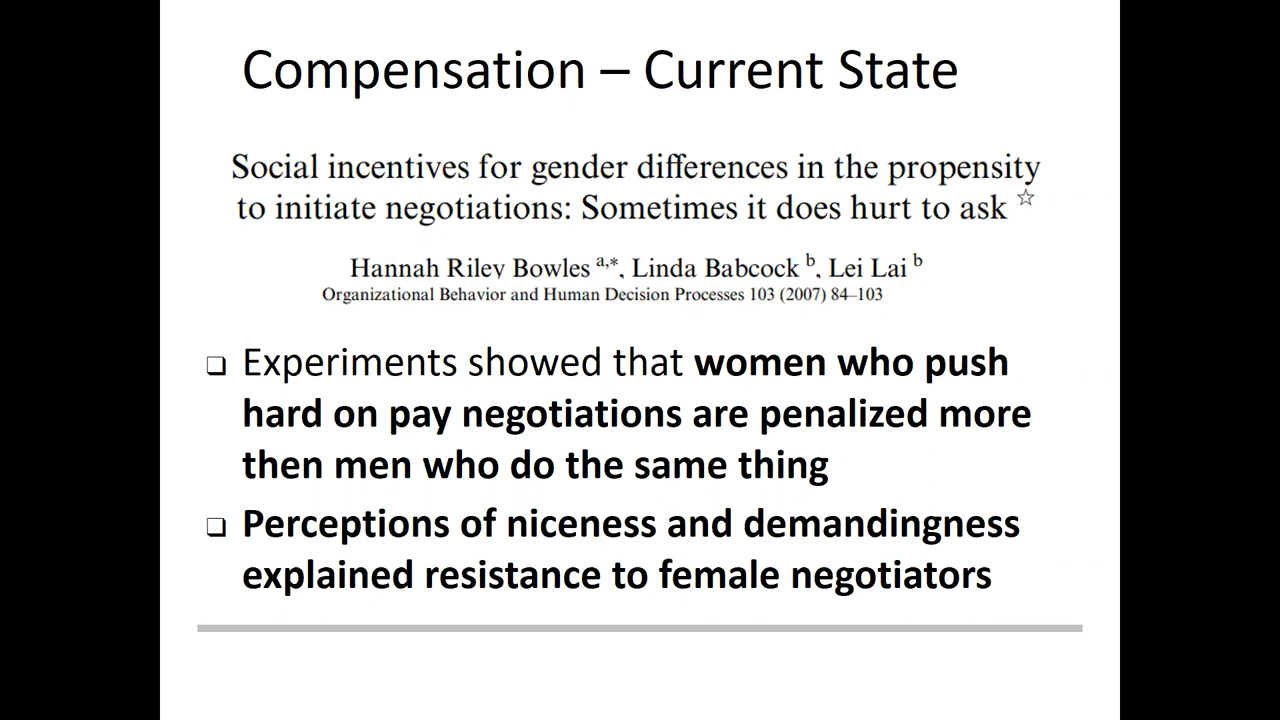 Compensation – Current State
Social incentives for gender differences in the propensity
to initiate negotiations: Sometimes it does hurt to ask ☆
Hannah Riley Bowles a,*, Linda Babcock b, Lei Lai b
Organizational Behavior and Human Decision Processes 103 (2007) 84–103
❑ Experiments showed that women who push
hard on pay negotiations are penalized more
then men who do the same thing
❑ Perceptions of niceness and demandingness
explained resistance to female negotiators